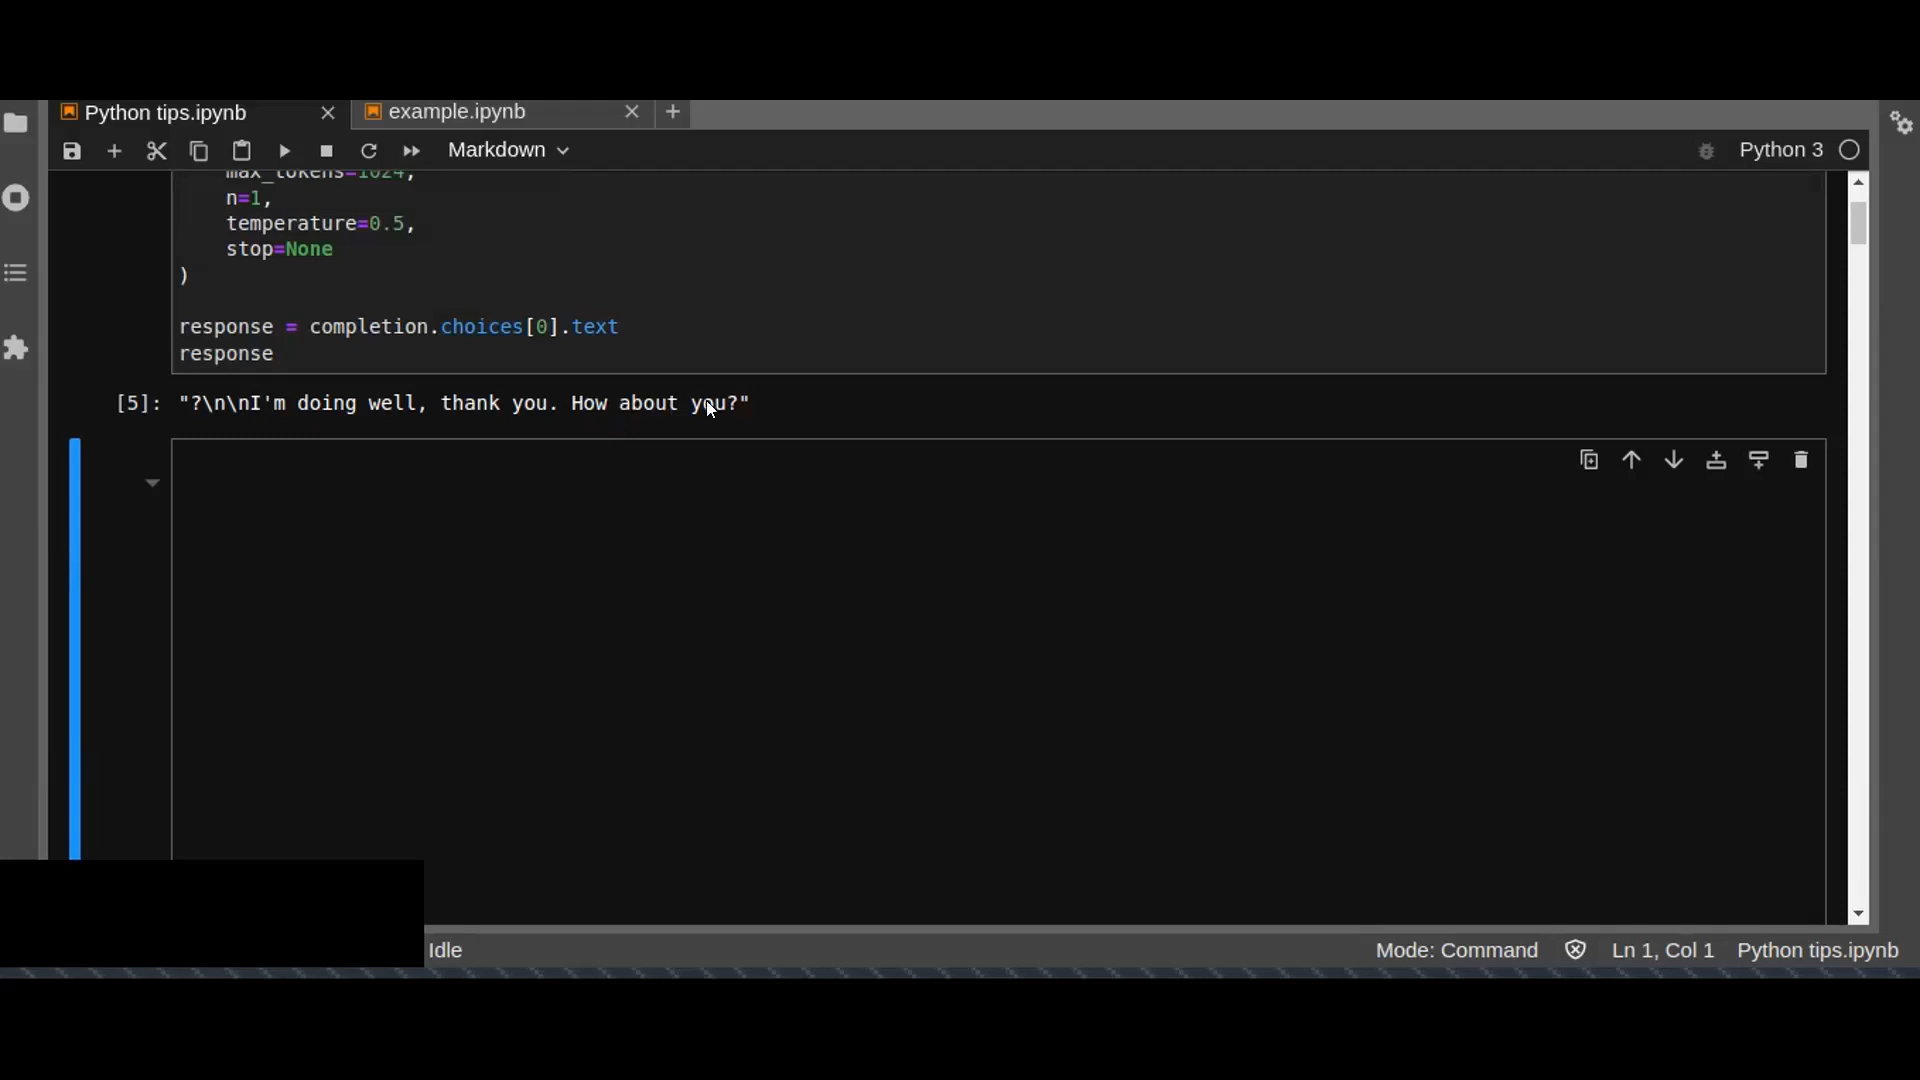 Python tips.ipynb
example.ipynb
Markdown
Python 3
max_tokens=1024,
n=1,
temperature=0.5,
stop=None
)
response = completion.choices[0].text
response
[5]: "?\n\nI'm doing well, thank you. How about you?"
Idle
Mode: Command
Ln 1, Col 1
Python tips.ipynb